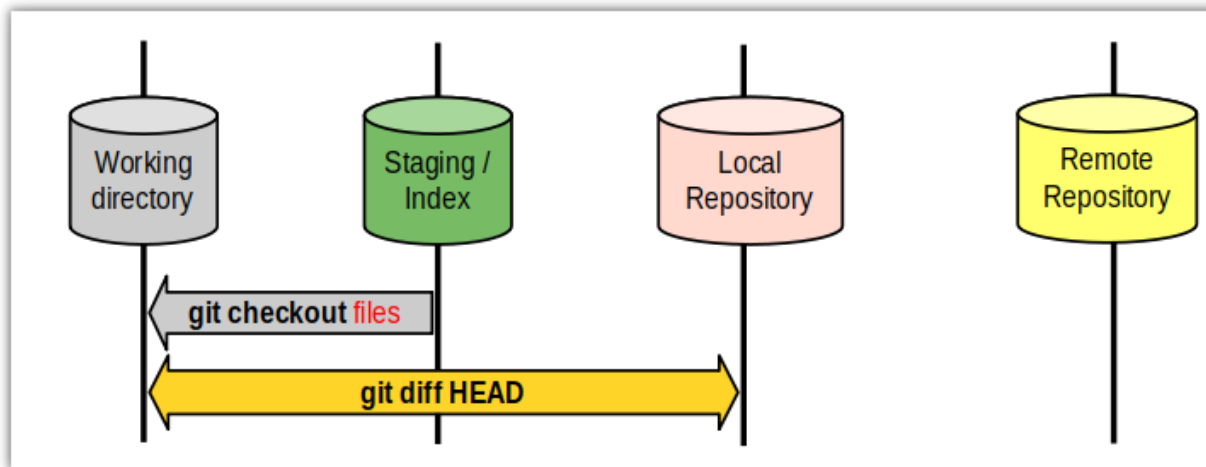 Working
directory
Staging /
Index
Local
Repository
Remote
Repository
git checkout files
git diff HEAD